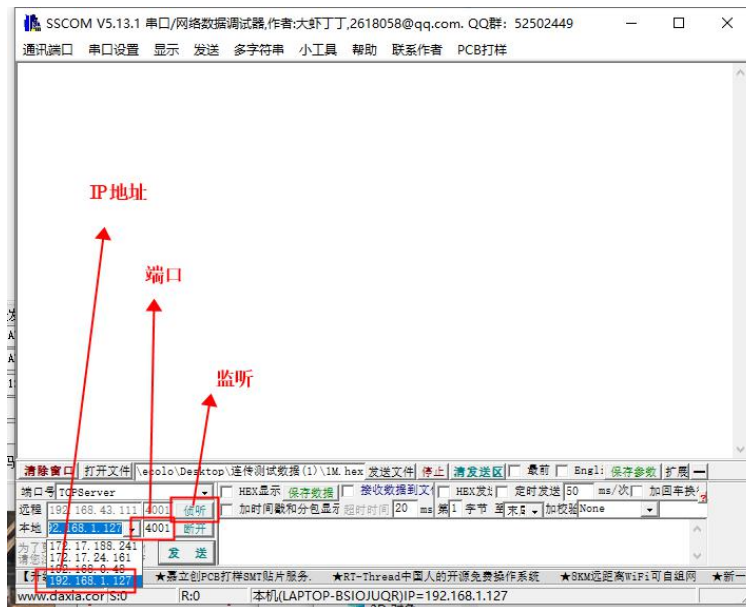 SSCOM V5.13.1 串口/网络数据调试器,作者:大虾丁丁,2618058@qq.com. QQ群: 52502449
通讯端口 串口设置 显示 发送 多字符串 小工具 帮助 联系作者 PCB打样
IP地址
端口
监听
清除窗口 打开文件 \ecolo\Desktop\连传测试数据(1)\1M.hex 发送文件 停止 清发送区 最前 Engli 保存参数 扩展
端口号 TCPServer HEX显示 保存数据 接收数据到文 HEX发 定时发送 50 ms/次 加回车换
远程 192.168.43.111 4001 侦听 加时间戳和分包显示 超时时间 20 ms 第1 字节 至 末尾 加校验 None
本地 92.168.1.127 4001 断开
为了
请您
172.17.188.241
172.17.24.161
192.168.0.48
192.168.1.127
发 送
★嘉立创PCB打样SMT贴片服务. ★RT-Thread中国人的开源免费操作系统 ★8KM远距离WiFi可自组网 ★新一
www.daxia.cor S:0 R:0 本机(LAPTOP-BSIOJUQR)IP=192.168.1.127